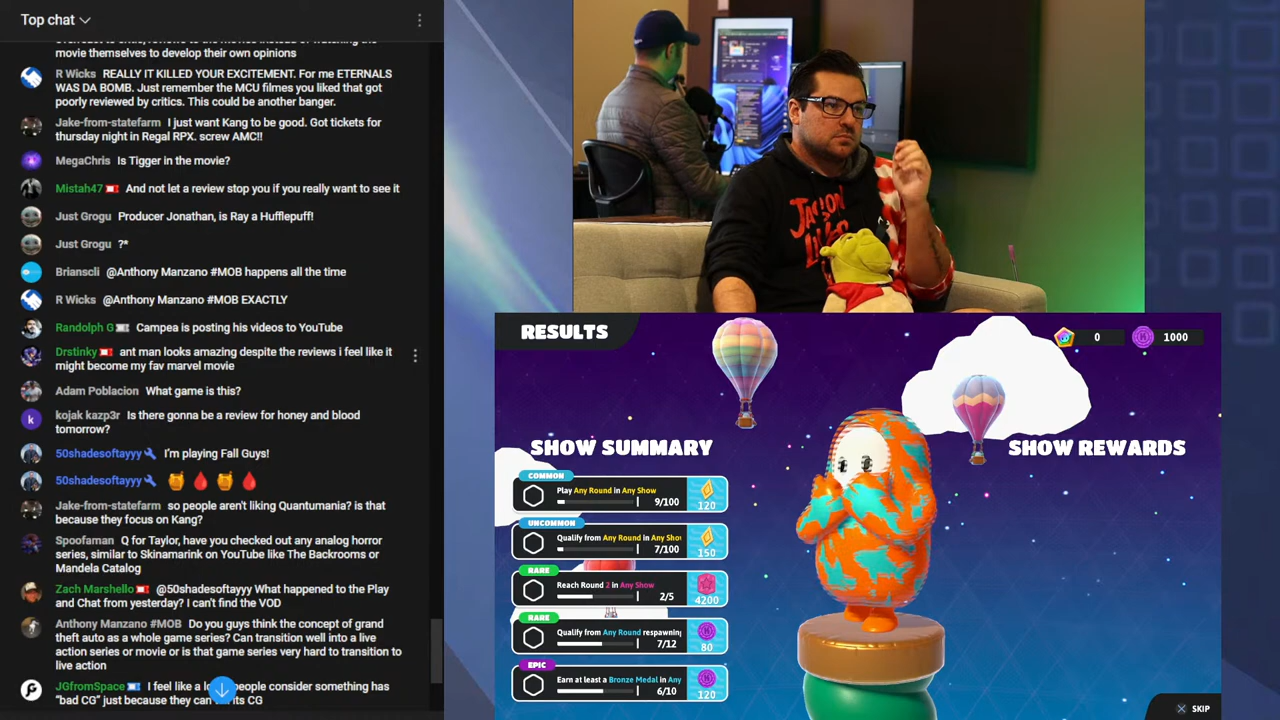 Top chat
movie themselves to develop their own opinions
R Wicks REALLY IT KILLED YOUR EXCITEMENT. For me ETERNALS
WAS DA BOMB. Just remember the MCU filmes you liked that got
poorly reviewed by critics. This could be another banger.
Jake-from-statefarm I just want Kang to be good. Got tickets for
thursday night in Regal RPX. screw AMC!!
MegaChris Is Tigger in the movie?
Mistah47 And not let a review stop you if you really want to see it
Just Grogu Producer Jonathan, is Ray a Hufflepuff!
Just Grogu ?*
Brianscli @Anthony Manzano #MOB happens all the time
R Wicks @Anthony Manzano #MOB EXACTLY
Randolph G Campea is posting his videos to YouTube
Drstinky ant man looks amazing despite the reviews i feel like it
might become my fav marvel movie
Adam Poblacion What game is this?
k
kojak kazp3r Is there gonna be a review for honey and blood
tomorrow?
50shadesoftayyy I'm playing Fall Guys!
50shadesoftayyy
Jake-from-statefarm so people aren't liking Quantumania? is that
because they focus on Kang?
Spoofaman Q for Taylor, have you checked out any analog horror
series, similar to Skinamarink on YouTube like The Backrooms or
Mandela Catalog
Zach Marshello @50shadesoftayyy What happened to the Play
and Chat from yesterday? I can't find the VOD
Anthony Manzano #MOB Do you guys think the concept of grand
theft auto as a whole game series? Can transition well into a live
action series or movie or is that game series very hard to transition to
live action
JGfromSpace I feel like a people consider something has
"bad CG" just because they can its CG
JASON
LIVES
RESULTS
0
1000
SHOW SUMMARY
SHOW REWARDS
COMMON
Play Any Round in Any Show
9/100
120
UNCOMMON
Qualify from Any Round in Any Sho
7/100
150
RARE
Reach Round 2 in Any Show
2/5
4200
RARE
Qualify from Any Round respawning
7/12
80
EPIC
Earn at least a Bronze Medal in Any
6/10
120
SKIP